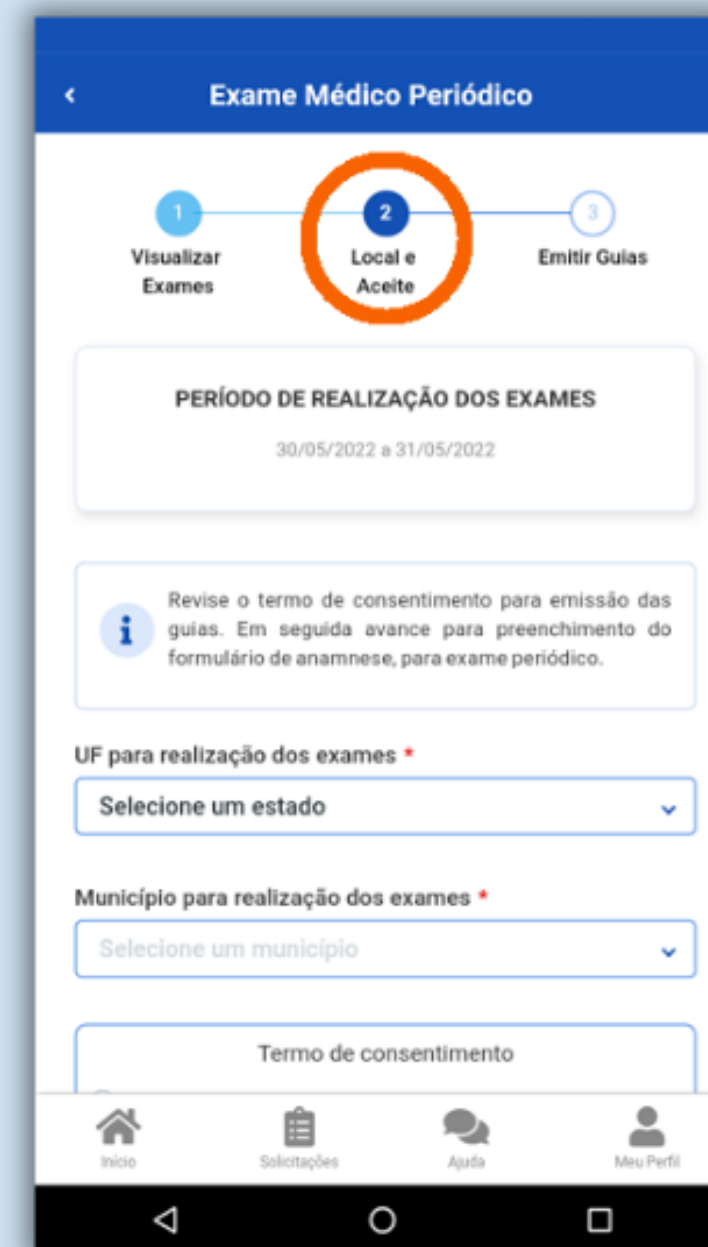 Exame Médico Periódico
1
2
3
Visualizar
Exames
Local e
Aceite
Emitir Guias
PERÍODO DE REALIZAÇÃO DOS EXAMES
30/05/2022 a 31/05/2022
Revise o termo de consentimento para emissão das
guias. Em seguida avance para preenchimento do
formulário de anamnese, para exame periódico.
UF para realização dos exames *
Selecione um estado
Município para realização dos exames *
Selecione um município
Termo de consentimento
Início
Solicitações
Ajuda
Meu Perfil